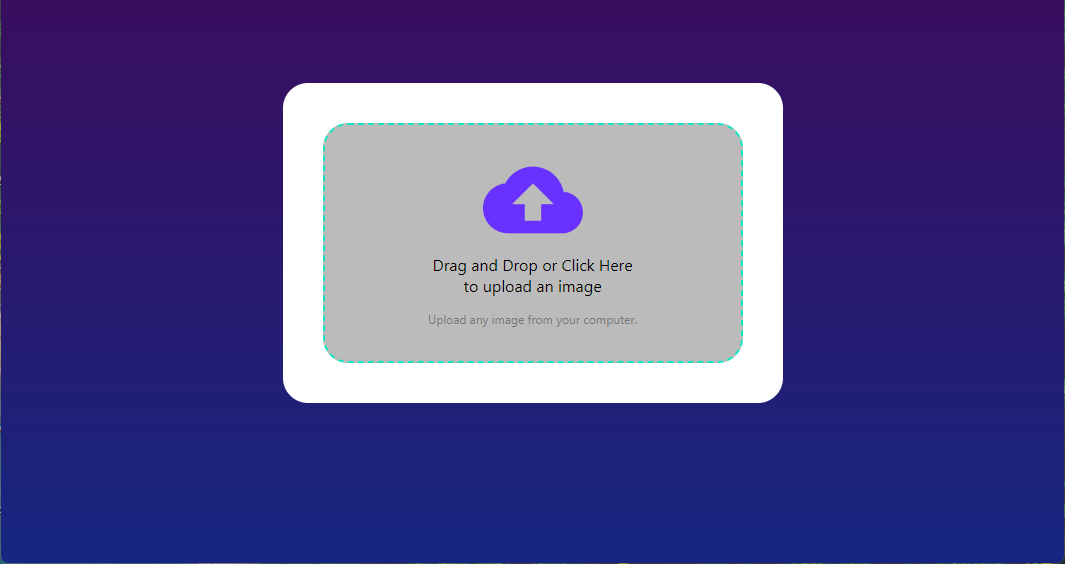 Drag and Drop or Click Here
to upload an image
Upload any image from your computer.